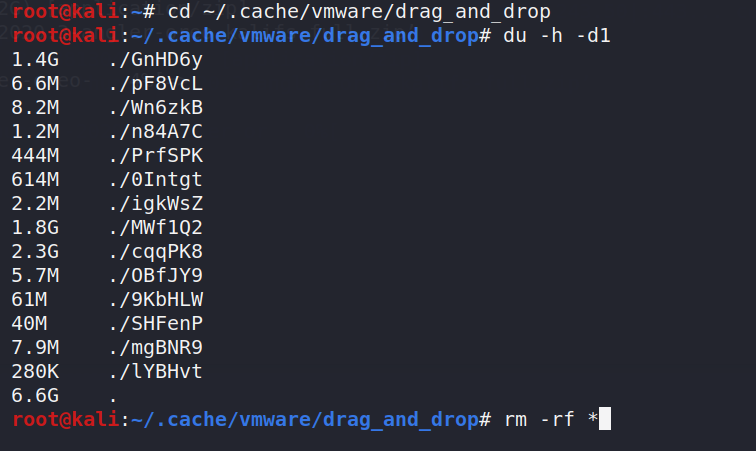 root@kali:~# cd ~/.cache/vmware/drag_and_drop
root@kali:~/.cache/vmware/drag_and_drop# du -h -d1
1.4G    ./GnHD6y
6.6M    ./pF8VcL
8.2M    ./Wn6zkB
1.2M    ./n84A7C
444M    ./PrfSPK
614M    ./0Intgt
2.2M    ./igkWsZ
1.8G    ./MWf1Q2
2.3G    ./cqqPK8
5.7M    ./OBfJY9
61M     ./9KbHLW
40M     ./SHFenP
7.9M    ./mgBNR9
280K    ./lYBHvt
6.6G    .
root@kali:~/.cache/vmware/drag_and_drop# rm -rf *